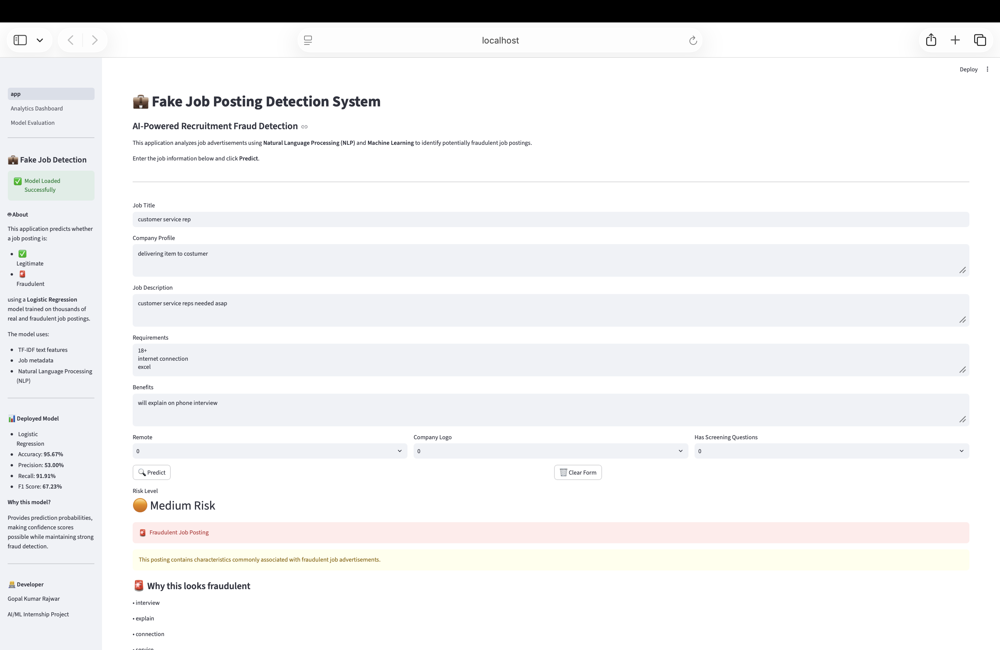 localhost
Deploy
app
Analytics Dashboard
Model Evaluation
Fake Job Detection
Model Loaded
Successfully
About
This application predicts whether
a job posting is:
Legitimate
Fraudulent
using a Logistic Regression
model trained on thousands of
real and fraudulent job postings.
The model uses:
TF-IDF text features
Job metadata
Natural Language Processing
(NLP)
Deployed Model
Logistic
Regression
Accuracy: 95.67%
Precision: 53.00%
Recall: 91.91%
F1 Score: 67.23%
Why this model?
Provides prediction probabilities,
making confidence scores
possible while maintaining strong
fraud detection.
Developer
Gopal Kumar Rajwar
AI/ML Internship Project
Fake Job Posting Detection System
AI-Powered Recruitment Fraud Detection
This application analyzes job advertisements using Natural Language Processing (NLP) and Machine Learning to identify potentially fraudulent job postings.
Enter the job information below and click Predict.
Job Title
customer service rep
Company Profile
delivering item to costumer
Job Description
customer service reps needed asap
Requirements
18+
internet connection
excel
Benefits
will explain on phone interview
Remote Company Logo Has Screening Questions
0 0 0
Predict Clear Form
Risk Level
Medium Risk
Fraudulent Job Posting
This posting contains characteristics commonly associated with fraudulent job advertisements.
Why this looks fraudulent
• interview
• explain
• connection
• service